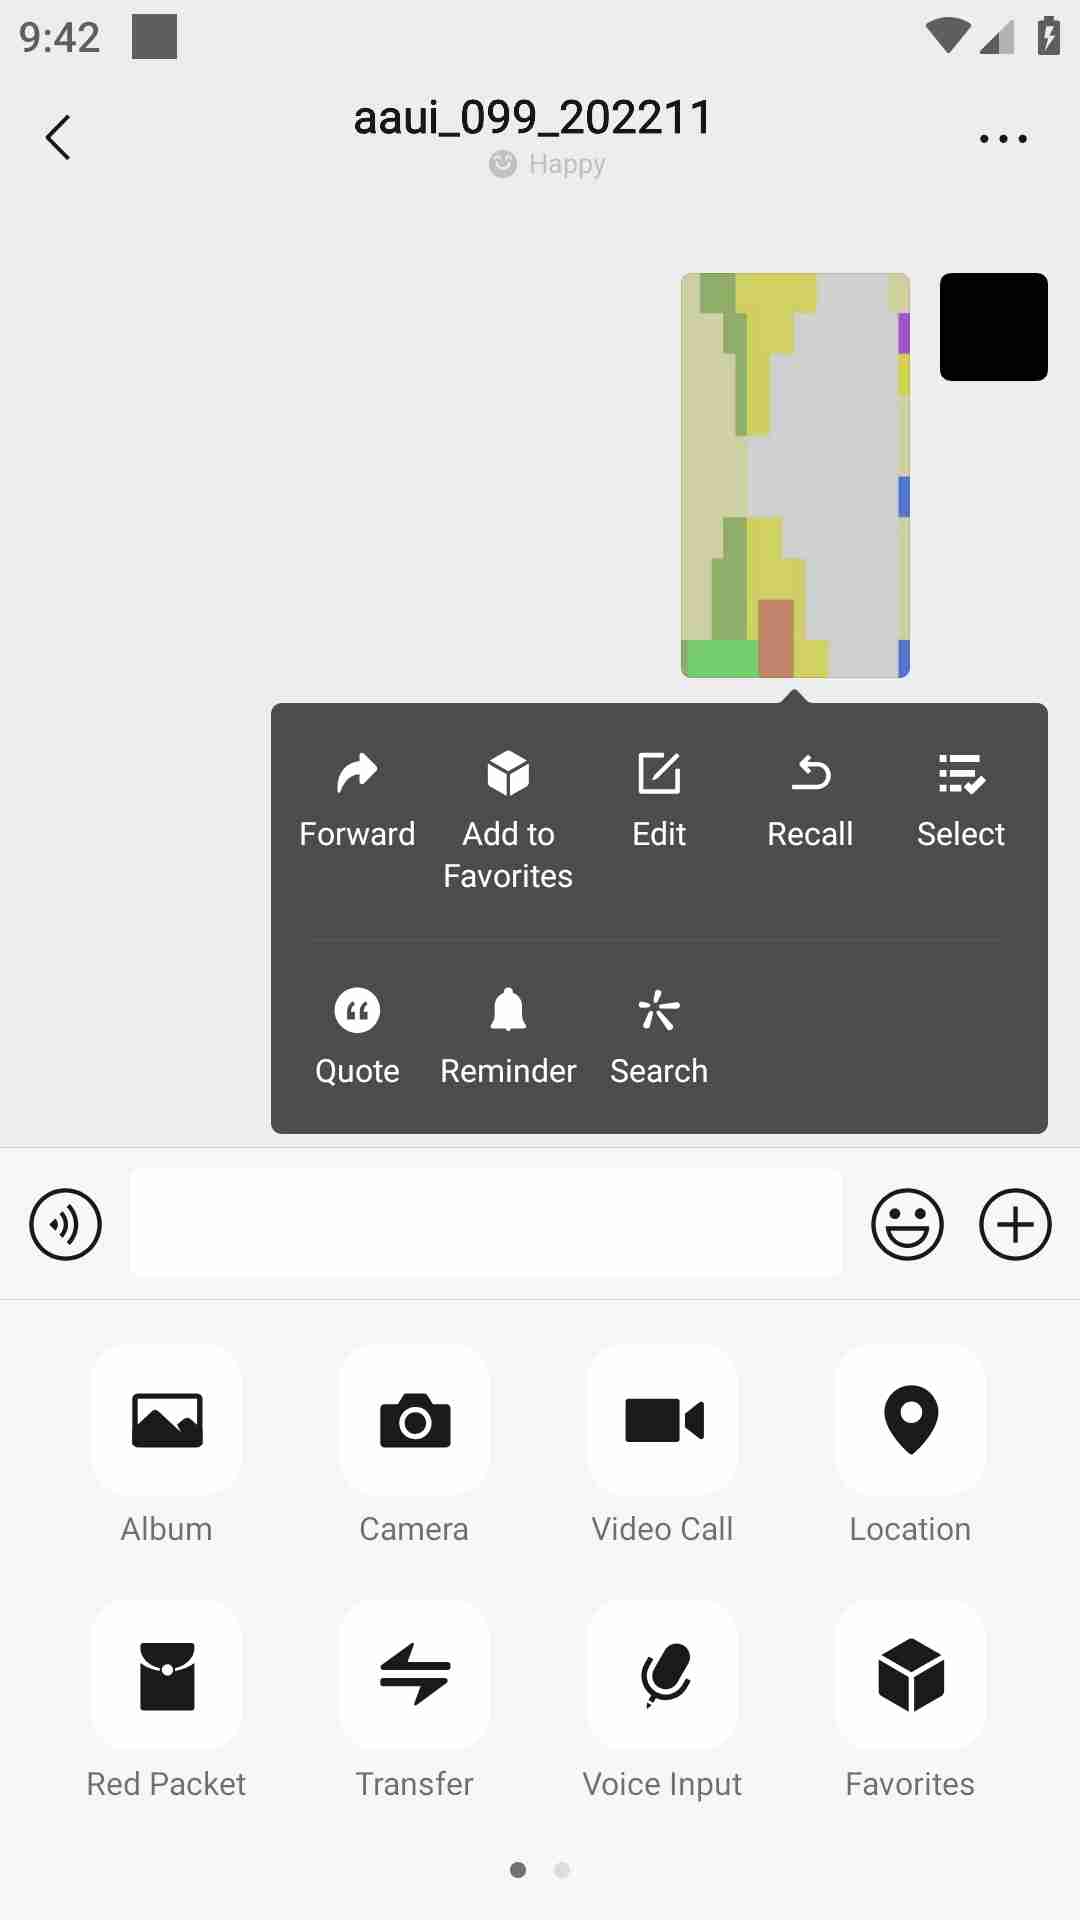 9:42
aaui_099_202211
Happy
Forward
Add to
Favorites
Edit
Recall
Select
Quote
Reminder
Search
Album
Camera
Video Call
Location
Red Packet
Transfer
Voice Input
Favorites